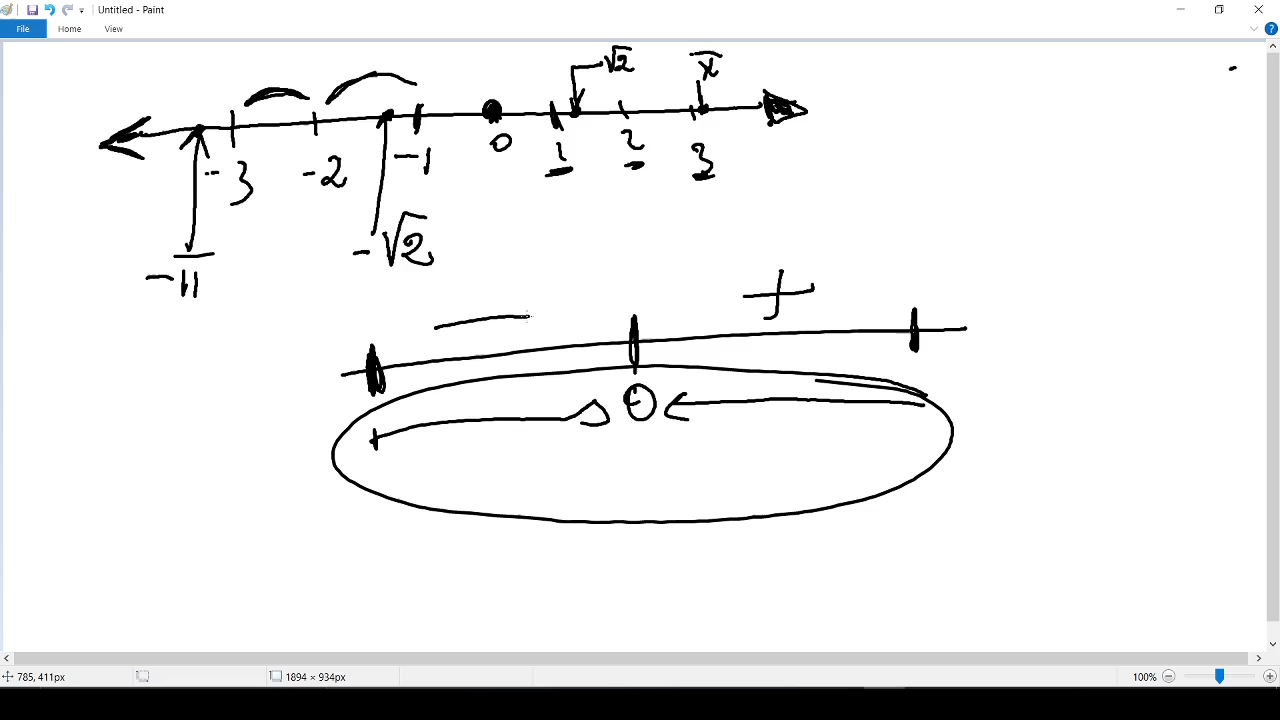 Untitled - Paint
File Home View
√2 π
0 1 2 3
-3 -2 -1
-√2
-π
+
—
0
785, 411px 1894 × 934px 100%